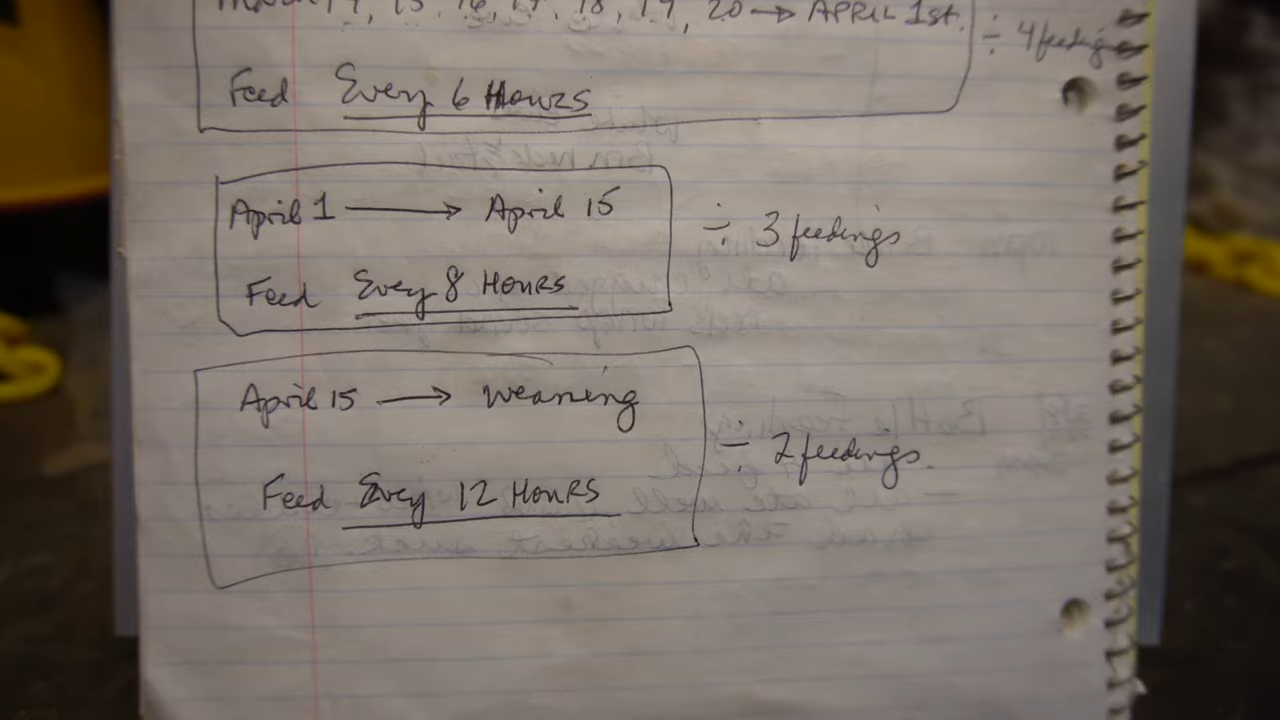 March 14, 15, 16, 17, 18, 19, 20 → APRIL 1st.
÷ 4 feedings
Feed Every 6 HOURS
April 1 → April 15
÷ 3 feedings
Feed Every 8 HOURS
April 15 → weaning
÷ 2 feedings.
Feed Every 12 HOURS